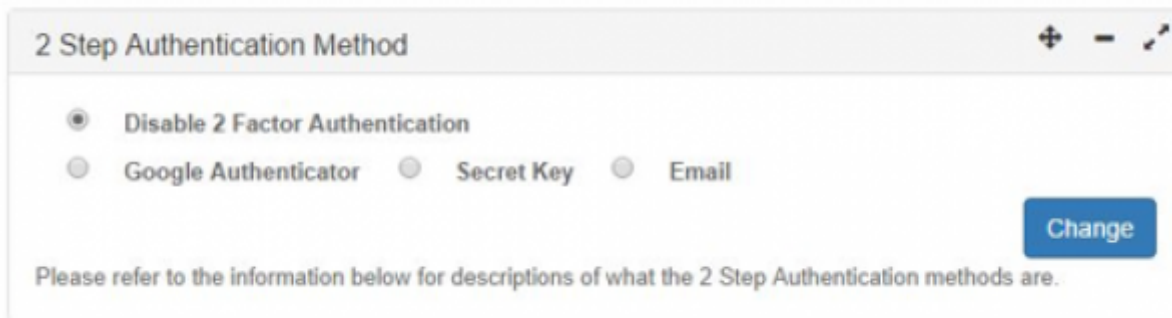 2 Step Authentication Method
Disable 2 Factor Authentication
Google Authenticator Secret Key Email
Change
Please refer to the information below for descriptions of what the 2 Step Authentication methods are.